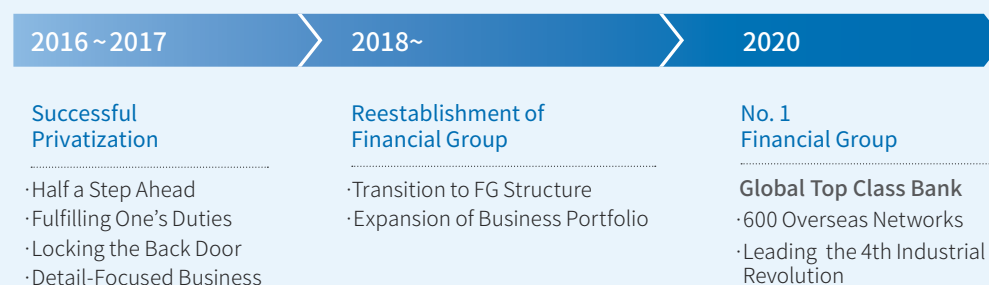 2016 ~ 2017
2018~
2020
Successful
Privatization
·Half a Step Ahead
·Fulfilling One’s Duties
·Locking the Back Door
·Detail-Focused Business
Reestablishment of
Financial Group
·Transition to FG Structure
·Expansion of Business Portfolio
No. 1
Financial Group
Global Top Class Bank
·600 Overseas Networks
·Leading the 4th Industrial
Revolution